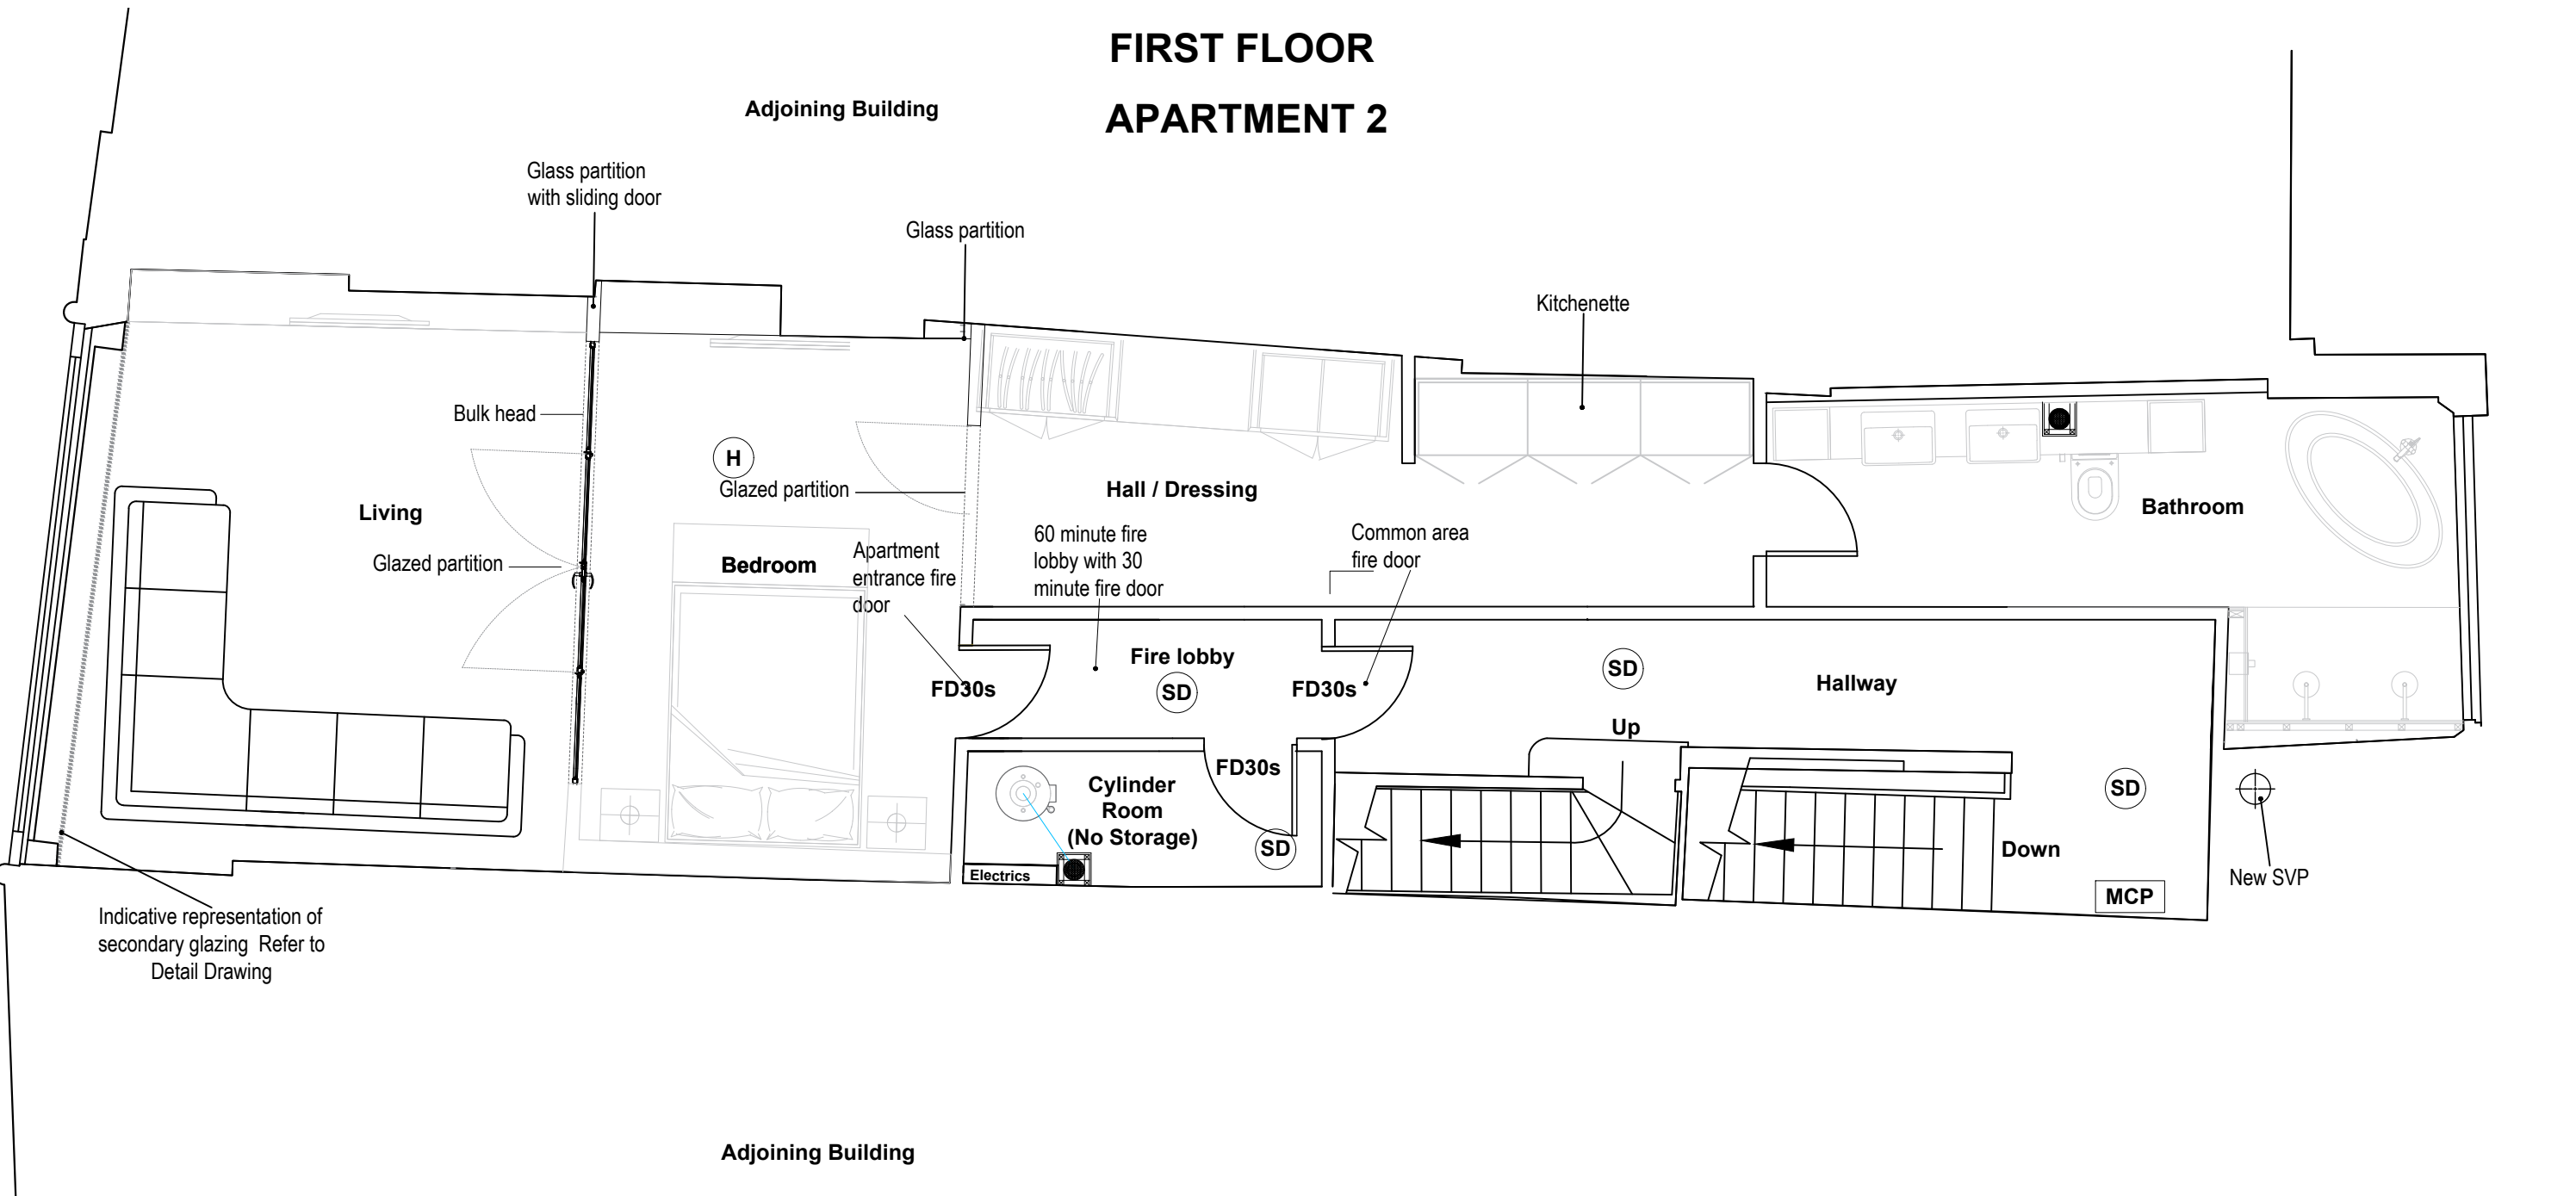 FIRST FLOOR
APARTMENT 2
Adjoining Building
Glass partition
with sliding door
Glass partition
Kitchenette
Bulk head
H
Glazed partition
Hall / Dressing
Living
Bathroom
Glazed partition
Bedroom
Apartment
entrance fire
door
60 minute fire
lobby with 30
minute fire door
Common area
fire door
Fire lobby
SD
FD30s
FD30s
SD
Hallway
Up
FD30s
Cylinder
Room
(No Storage)
SD
Electrics
SD
Down
MCP
New SVP
Indicative representation of
secondary glazing  Refer to
Detail Drawing
Adjoining Building